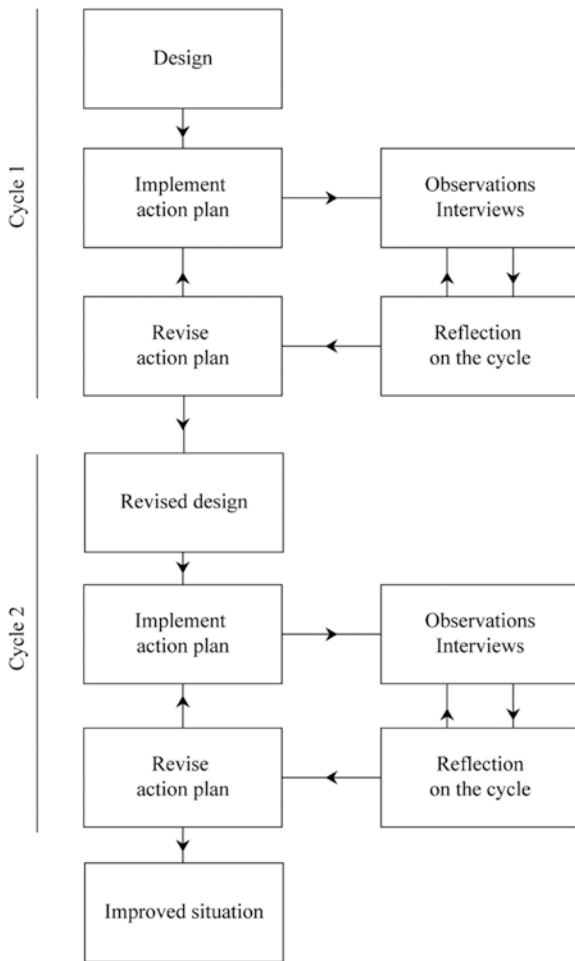 Cycle 1
Design
Implement
action plan
Observations
Interviews
Revise
action plan
Reflection
on the cycle
Cycle 2
Revised design
Implement
action plan
Observations
Interviews
Revise
action plan
Reflection
on the cycle
Improved situation